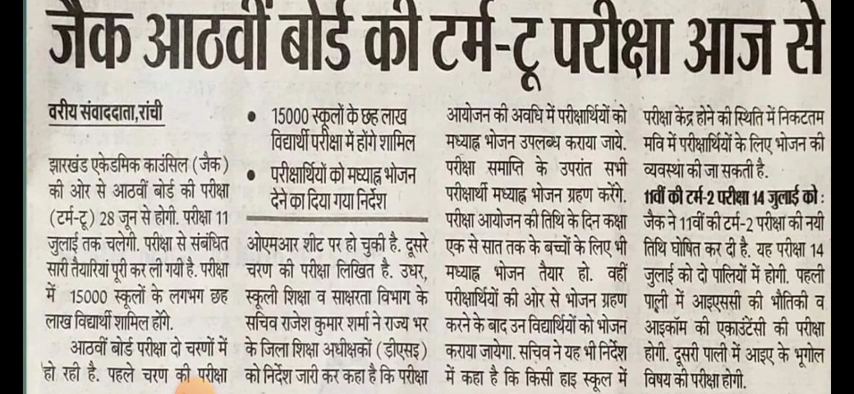 जैक आठवीं बोर्ड की टर्म-टू परीक्षा आज से
वरीय संवाददाता,रांची
झारखंड एकेडमिक काउंसिल (जैक)
की ओर से आठवीं बोर्ड की परीक्षा
(टर्म-टू) 28 जून से होगी. परीक्षा 11
जुलाई तक चलेगी. परीक्षा से संबंधित
सारी तैयारियां पूरी कर ली गयी है. परीक्षा
में 15000 स्कूलों के लगभग छह
लाख विद्यार्थी शामिल होंगे.
आठवीं बोर्ड परीक्षा दो चरणों में
हो रही है. पहले चरण की परीक्षा
● 15000 स्कूलों के छह लाख
विद्यार्थी परीक्षा में होंगे शामिल
● परीक्षार्थियों को मध्याह्न भोजन
देने का दिया गया निर्देश
ओएमआर शीट पर हो चुकी है. दूसरे
चरण की परीक्षा लिखित है. उधर,
स्कूली शिक्षा व साक्षरता विभाग के
सचिव राजेश कुमार शर्मा ने राज्य भर
के जिला शिक्षा अधीक्षकों (डीएसइ)
को निर्देश जारी कर कहा है कि परीक्षा
आयोजन की अवधि में परीक्षार्थियों को
मध्याह्न भोजन उपलब्ध कराया जाये.
परीक्षा समाप्ति के उपरांत सभी
परीक्षार्थी मध्याह्न भोजन ग्रहण करेंगे.
परीक्षा आयोजन की तिथि के दिन कक्षा
एक से सात तक के बच्चों के लिए भी
मध्याह्न भोजन तैयार हो. वहीं
परीक्षार्थियों की ओर से भोजन ग्रहण
करने के बाद उन विद्यार्थियों को भोजन
कराया जायेगा. सचिव ने यह भी निर्देश
में कहा है कि किसी हाइ स्कूल में
परीक्षा केंद्र होने की स्थिति में निकटतम
मवि में परीक्षार्थियों के लिए भोजन की
व्यवस्था की जा सकती है.
11वीं की टर्म-2 परीक्षा 14 जुलाई को :
जैक ने 11वीं की टर्म-2 परीक्षा की नयी
तिथि घोषित कर दी है. यह परीक्षा 14
जुलाई को दो पालियों में होगी. पहली
पाली में आइएससी की भौतिकी व
आइकॉम की एकाउंटेंसी की परीक्षा
होगी. दूसरी पाली में आइए के भूगोल
विषय की परीक्षा होगी.